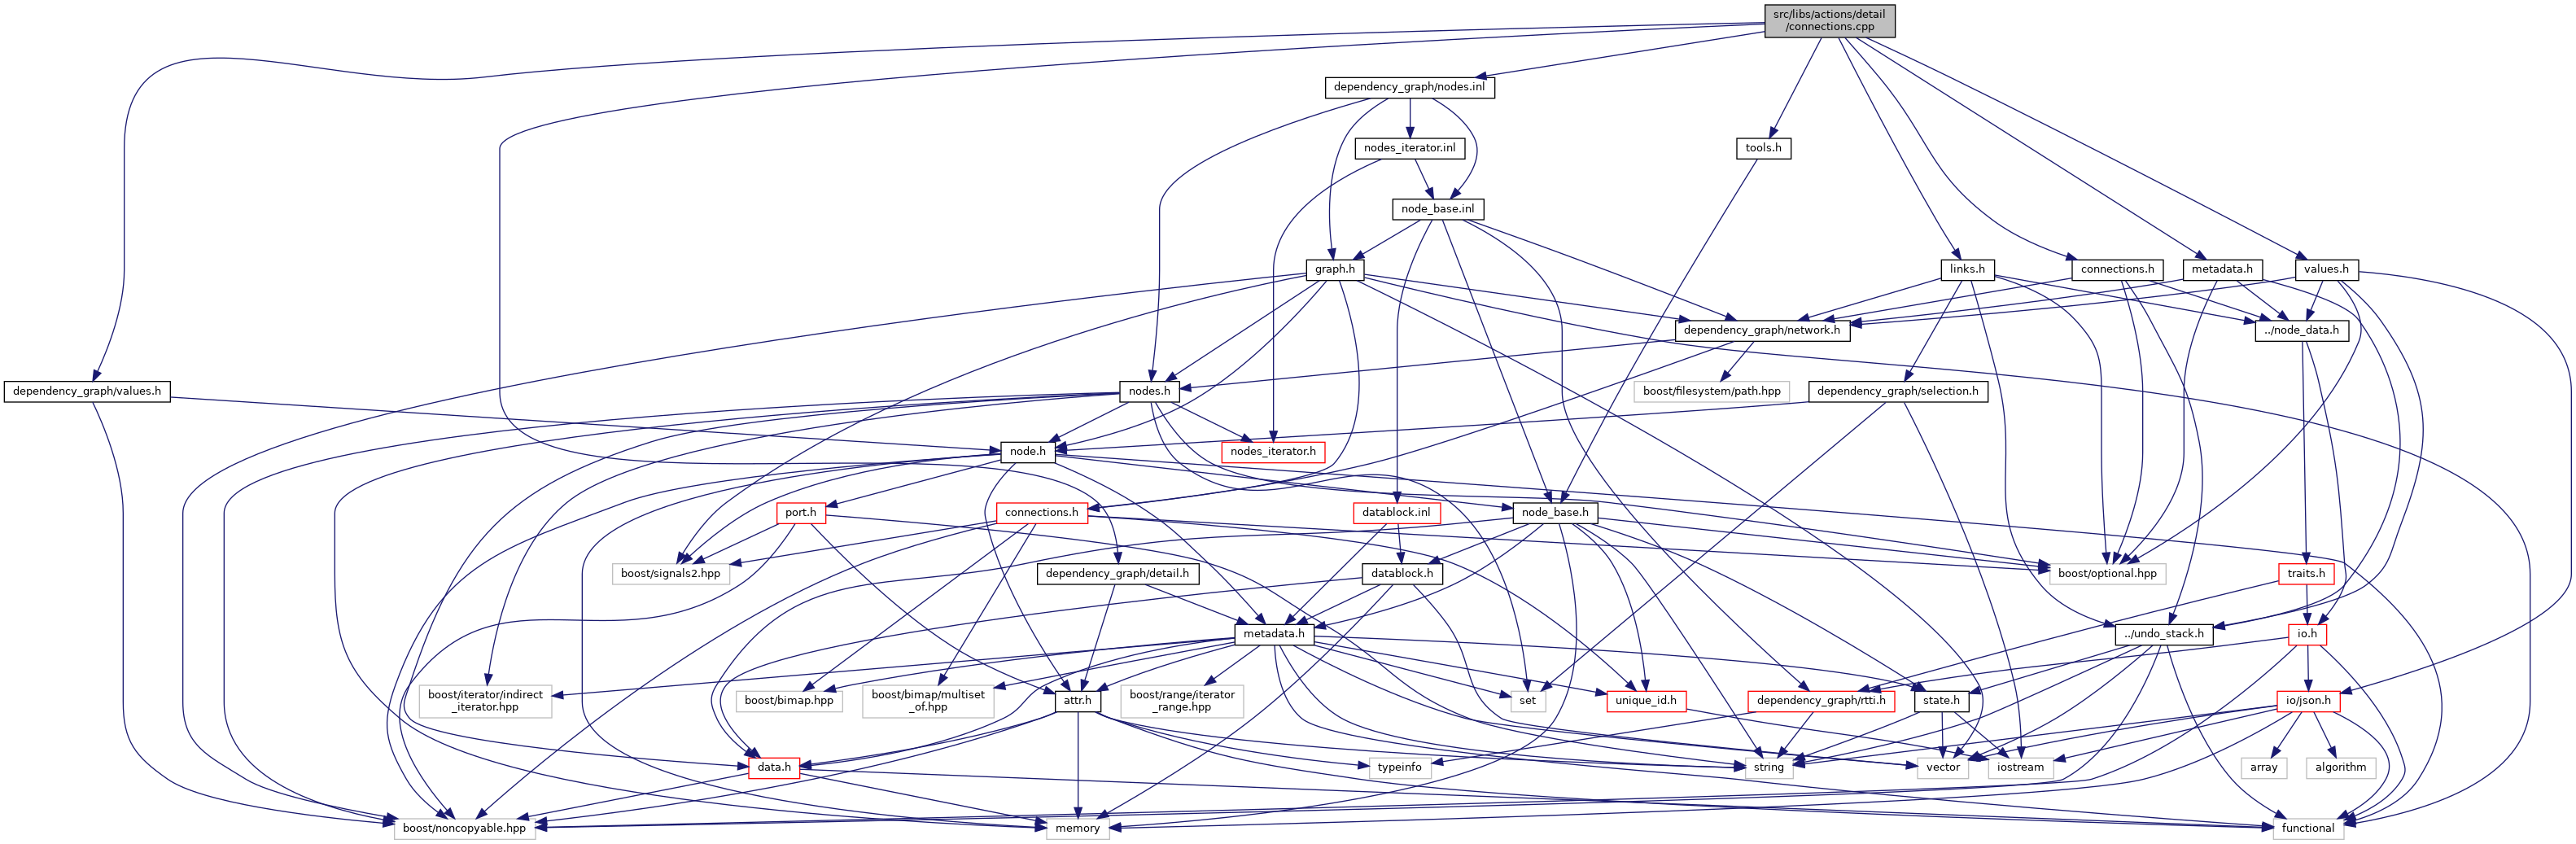 src/libs/actions/detail
/connections.cpp
dependency_graph/nodes.inl
nodes_iterator.inl
tools.h
node_base.inl
graph.h
links.h
connections.h
metadata.h
values.h
dependency_graph/network.h
../node_data.h
dependency_graph/values.h
nodes.h
boost/filesystem/path.hpp
dependency_graph/selection.h
node.h
nodes_iterator.h
port.h
connections.h
datablock.inl
node_base.h
boost/signals2.hpp
dependency_graph/detail.h
datablock.h
boost/optional.hpp
traits.h
metadata.h
../undo_stack.h
io.h
boost/iterator/indirect
_iterator.hpp
boost/bimap.hpp
boost/bimap/multiset
_of.hpp
attr.h
boost/range/iterator
_range.hpp
set
unique_id.h
dependency_graph/rtti.h
state.h
io/json.h
data.h
typeinfo
string
vector
iostream
array
algorithm
boost/noncopyable.hpp
memory
functional